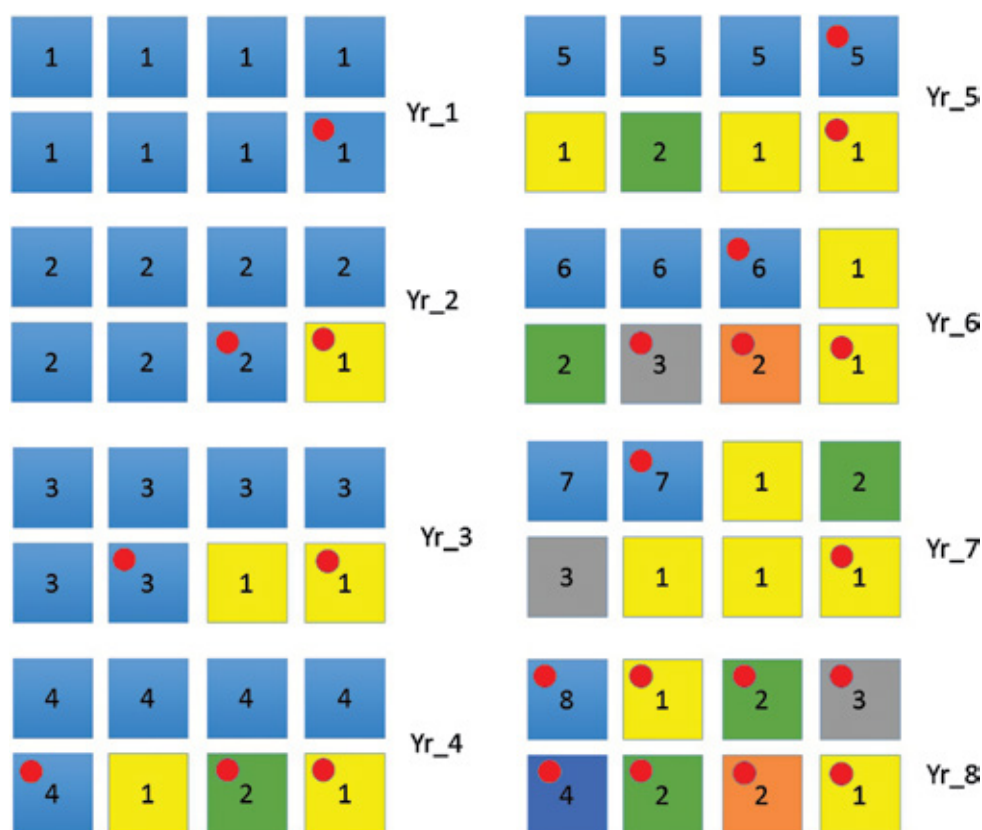 1 1 1 1
1 1 1 1
Yr_1
2 2 2 2
2 2 2 1
Yr_2
3 3 3 3
3 3 1 1
Yr_3
4 4 4 4
4 1 2 1
Yr_4
5 5 5 5
1 2 1 1
Yr_5
6 6 6 1
2 3 2 1
Yr_6
7 7 1 2
3 1 1 1
Yr_7
8 1 2 3
4 2 2 1
Yr_8